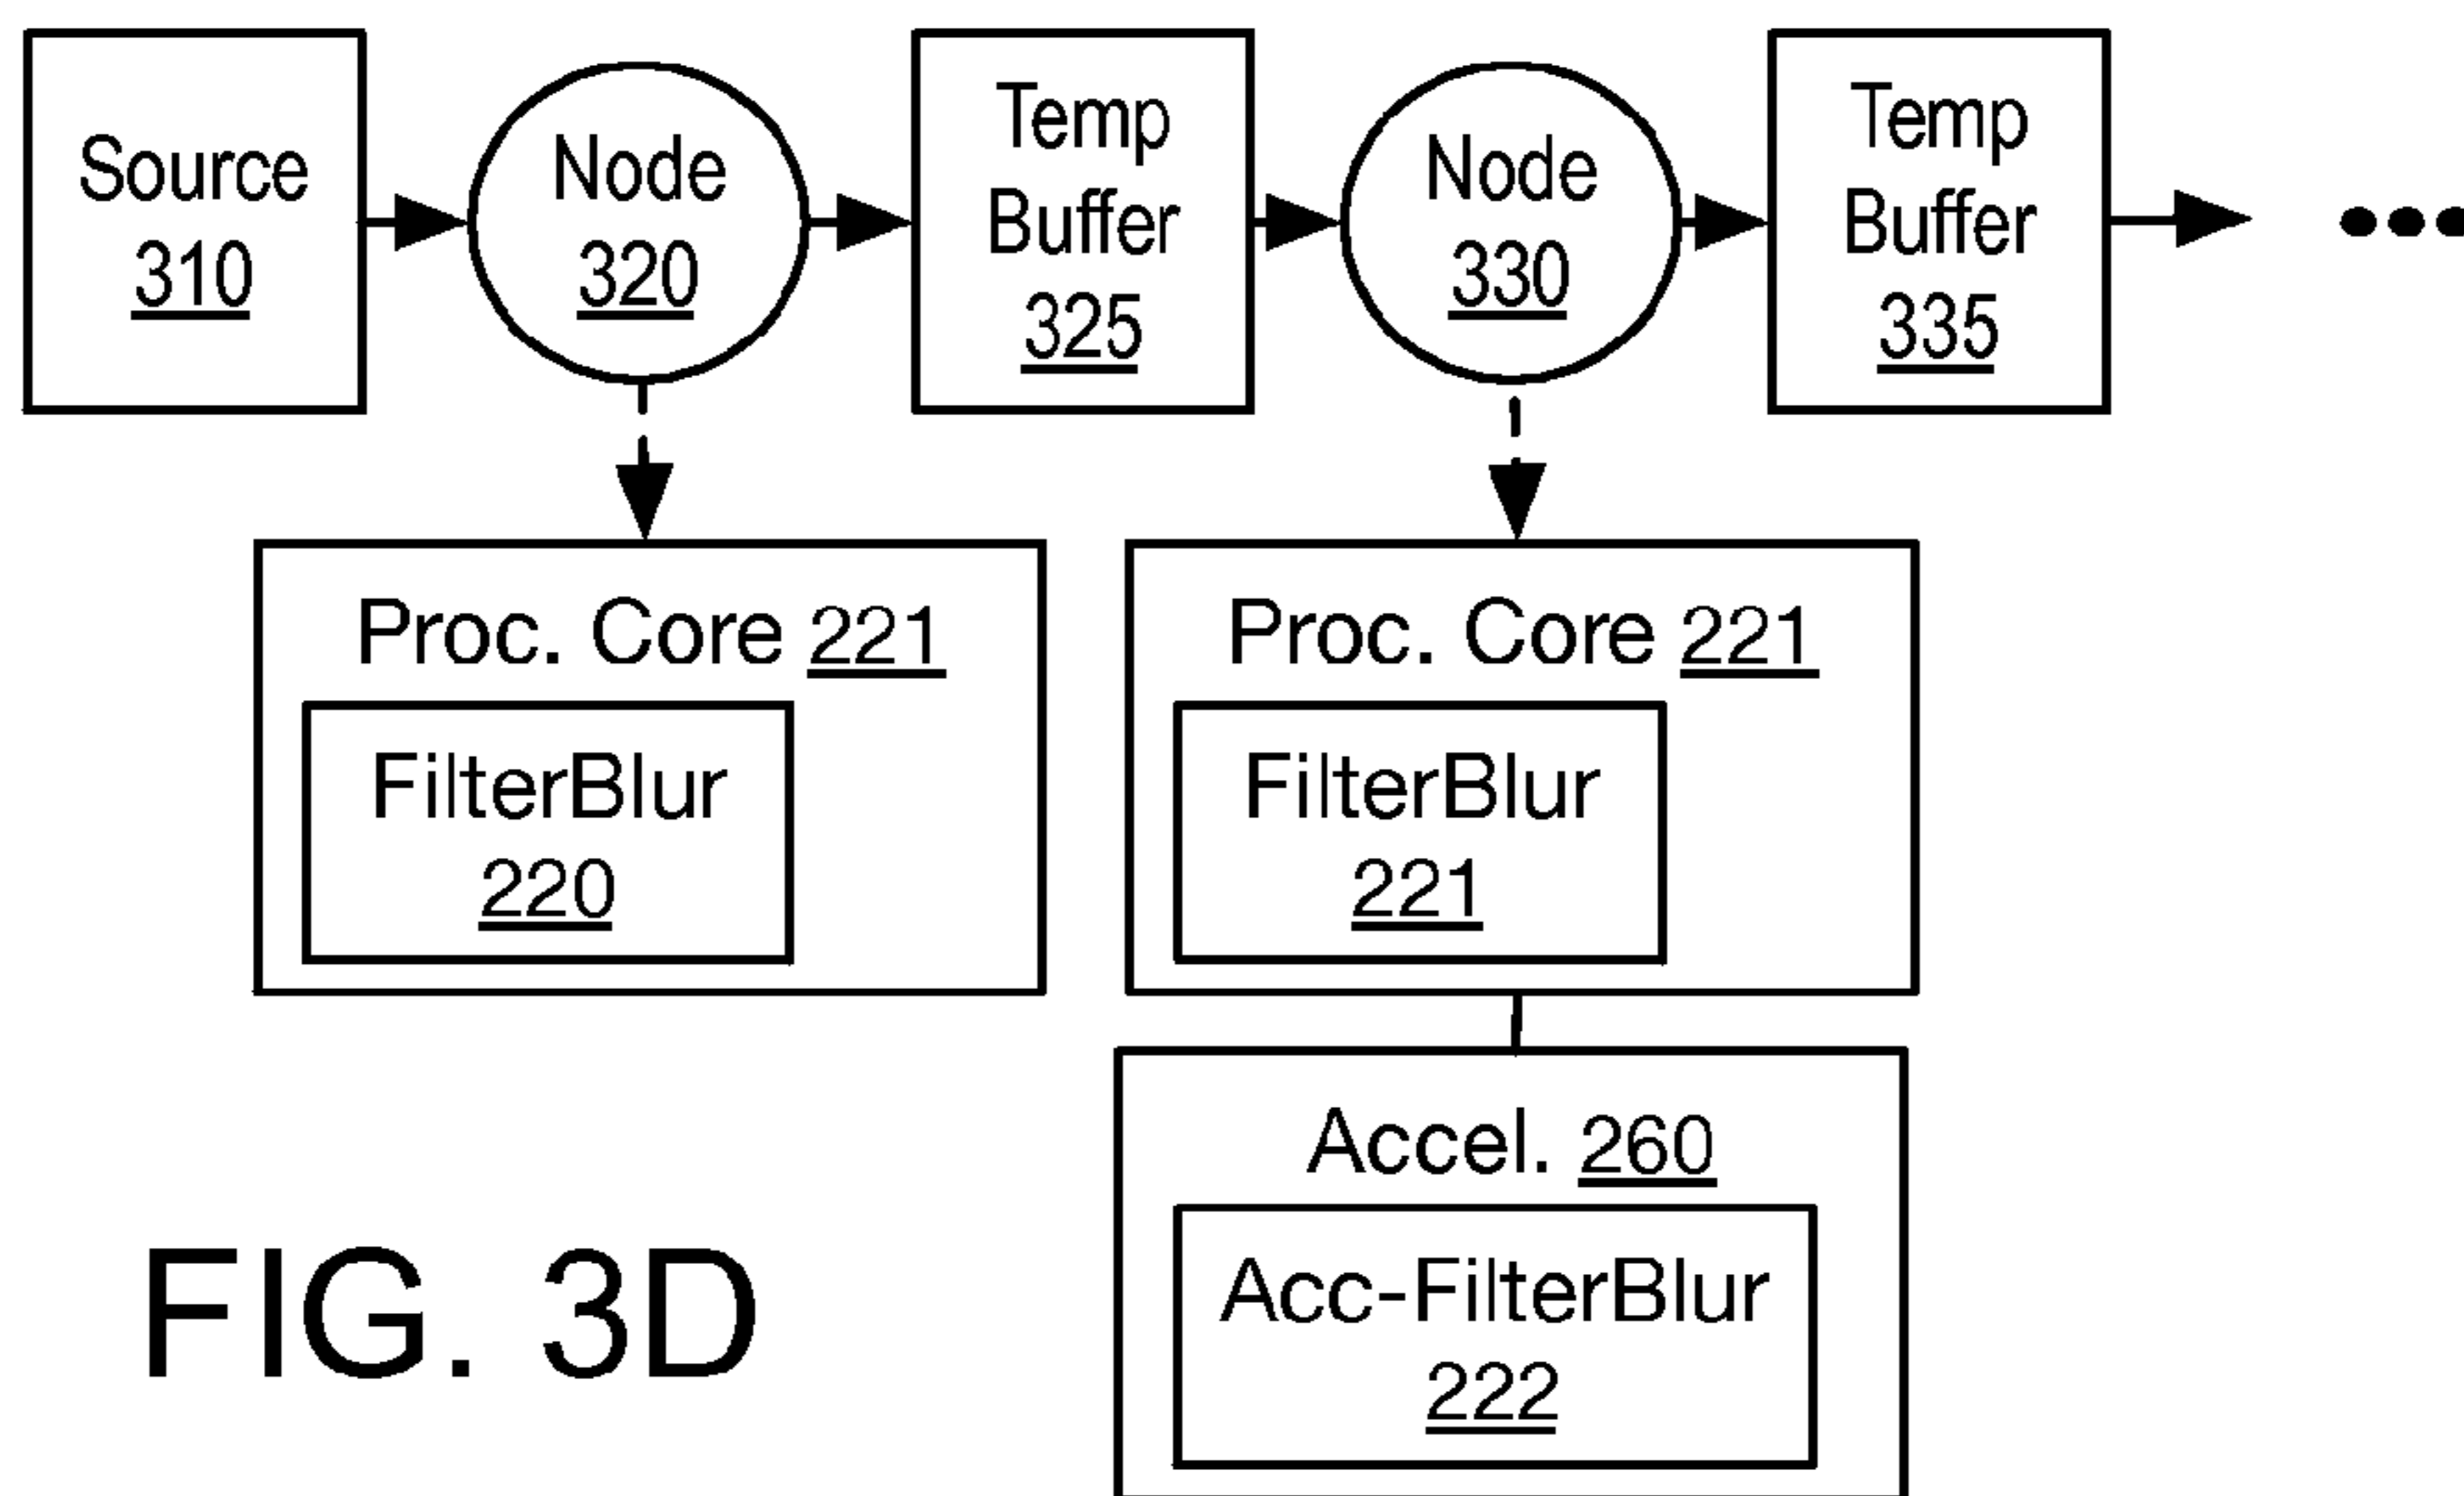 Source
310
Node
320
Temp
Buffer
325
Node
330
Temp
Buffer
335
Proc. Core 221
FilterBlur
220
Proc. Core 221
FilterBlur
221
Accel. 260
Acc-FilterBlur
222
FIG. 3D